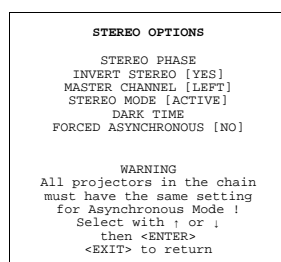 STEREO OPTIONS
STEREO PHASE
INVERT STEREO [YES]
MASTER CHANNEL [LEFT]
STEREO MODE [ACTIVE]
DARK TIME
FORCED ASYNCHRONOUS [NO]
WARNING
All projectors in the chain
must have the same setting
for Asynchronous Mode !
Select with ↑ or ↓
then <ENTER>
<EXIT> to return